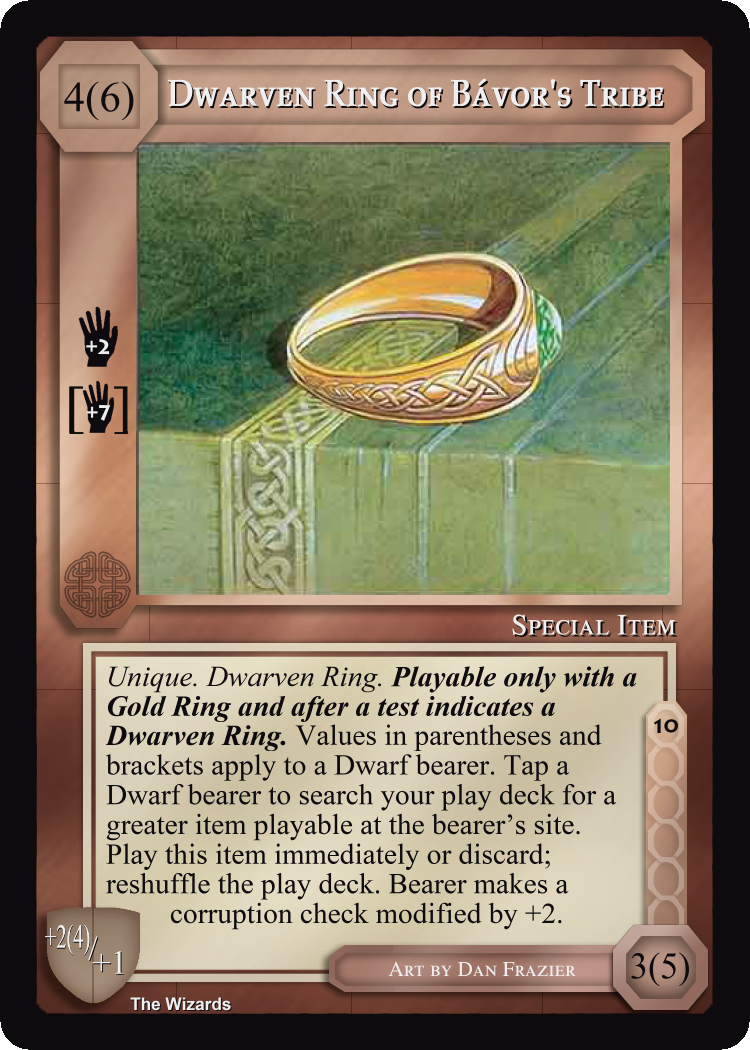 4(6)
Dwarven Ring of Bávor's Tribe
+2
[+7]
Special Item
Unique. Dwarven Ring. Playable only with a
Gold Ring and after a test indicates a
Dwarven Ring. Values in parentheses and
brackets apply to a Dwarf bearer. Tap a
Dwarf bearer to search your play deck for a
greater item playable at the bearer’s site.
Play this item immediately or discard;
reshuffle the play deck. Bearer makes a
corruption check modified by +2.
10
+2(4)/+1
Art by Dan Frazier
3(5)
The Wizards